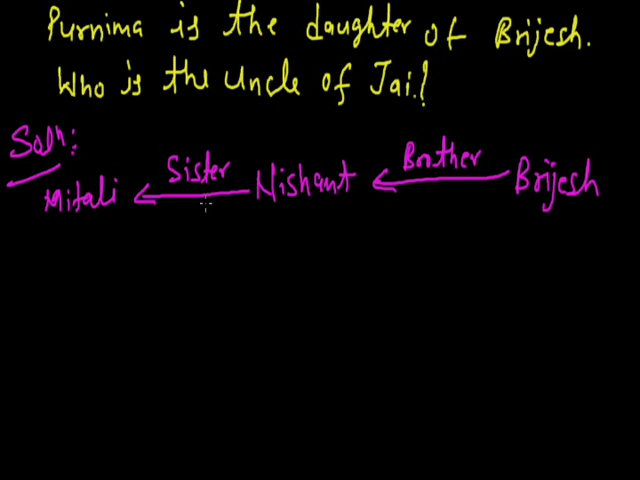 Purnima is the daughter of Brijesh.
Who is the Uncle of Jai?
Solⁿ:
Sister Brother
Mitali Nishant Brijesh